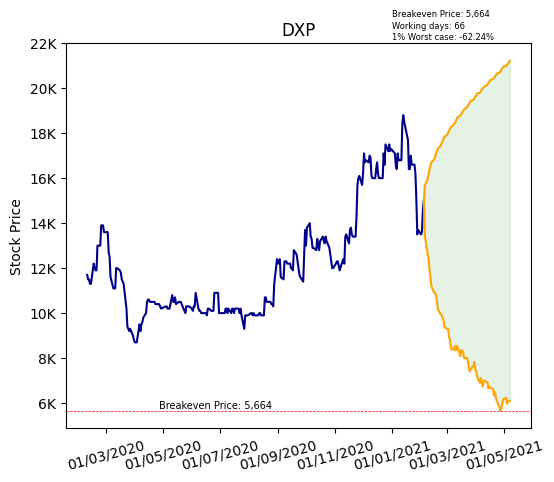 Breakeven Price: 5,664
Working days: 66
1% Worst case: -62.24%
DXP
22K
20K
18K
16K
14K
12K
10K
8K
6K
Stock Price
Breakeven Price: 5,664
01/03/2020
01/05/2020
01/07/2020
01/09/2020
01/11/2020
01/01/2021
01/03/2021
01/05/2021